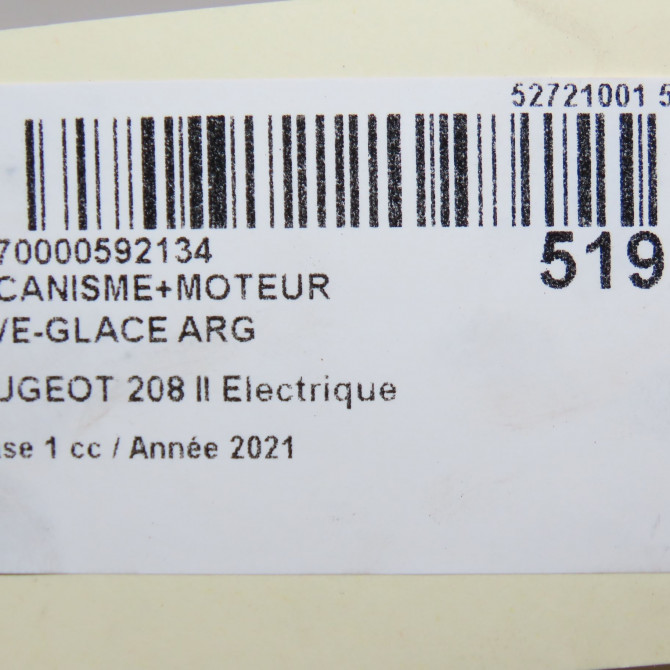 52721001 5
70000592134
519
CANISME+MOTEUR
VE-GLACE ARG
UGEOT 208 II Electrique
se 1 cc / Année 2021